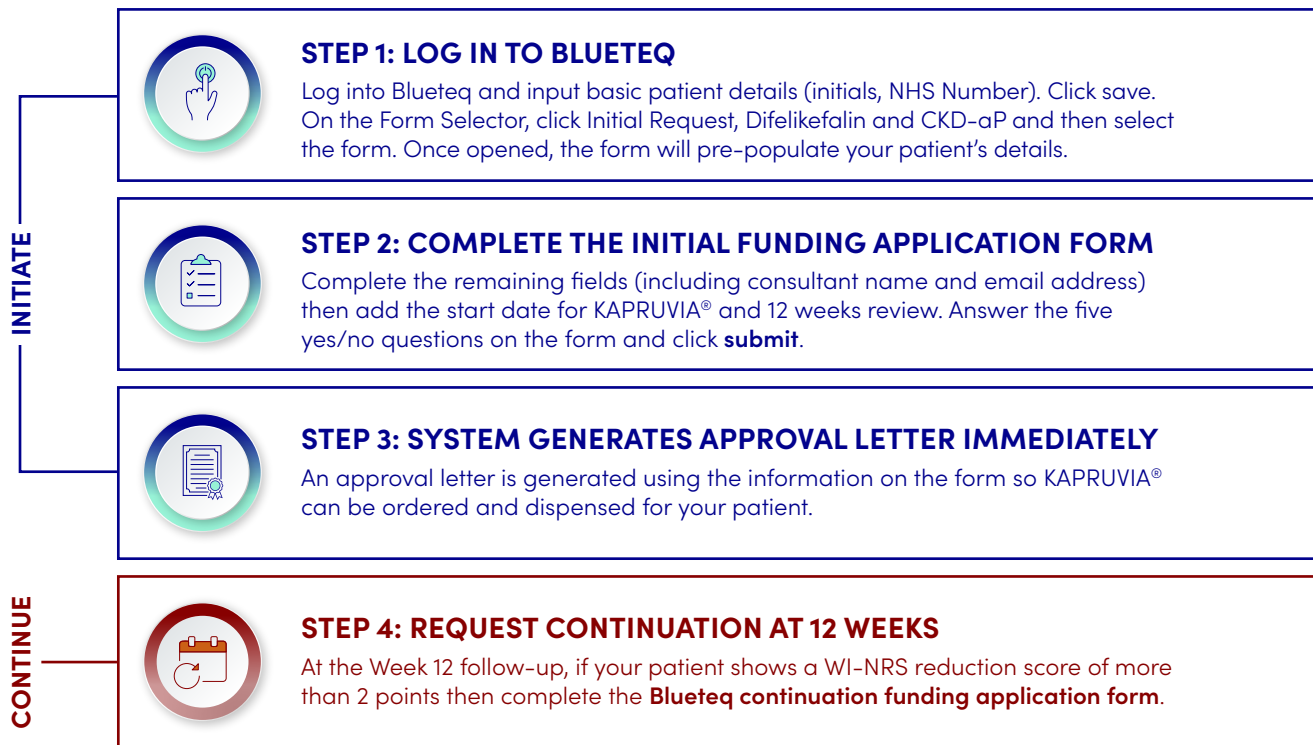 INITIATE
STEP 1: LOG IN TO BLUETEQ
Log into Blueteq and input basic patient details (initials, NHS Number). Click save.
On the Form Selector, click Initial Request, Difelikefalin and CKD-aP and then select
the form. Once opened, the form will pre-populate your patient’s details.
STEP 2: COMPLETE THE INITIAL FUNDING APPLICATION FORM
Complete the remaining fields (including consultant name and email address)
then add the start date for KAPRUVIA® and 12 weeks review. Answer the five
yes/no questions on the form and click submit.
STEP 3: SYSTEM GENERATES APPROVAL LETTER IMMEDIATELY
An approval letter is generated using the information on the form so KAPRUVIA®
can be ordered and dispensed for your patient.
CONTINUE
STEP 4: REQUEST CONTINUATION AT 12 WEEKS
At the Week 12 follow-up, if your patient shows a WI-NRS reduction score of more
than 2 points then complete the Blueteq continuation funding application form.